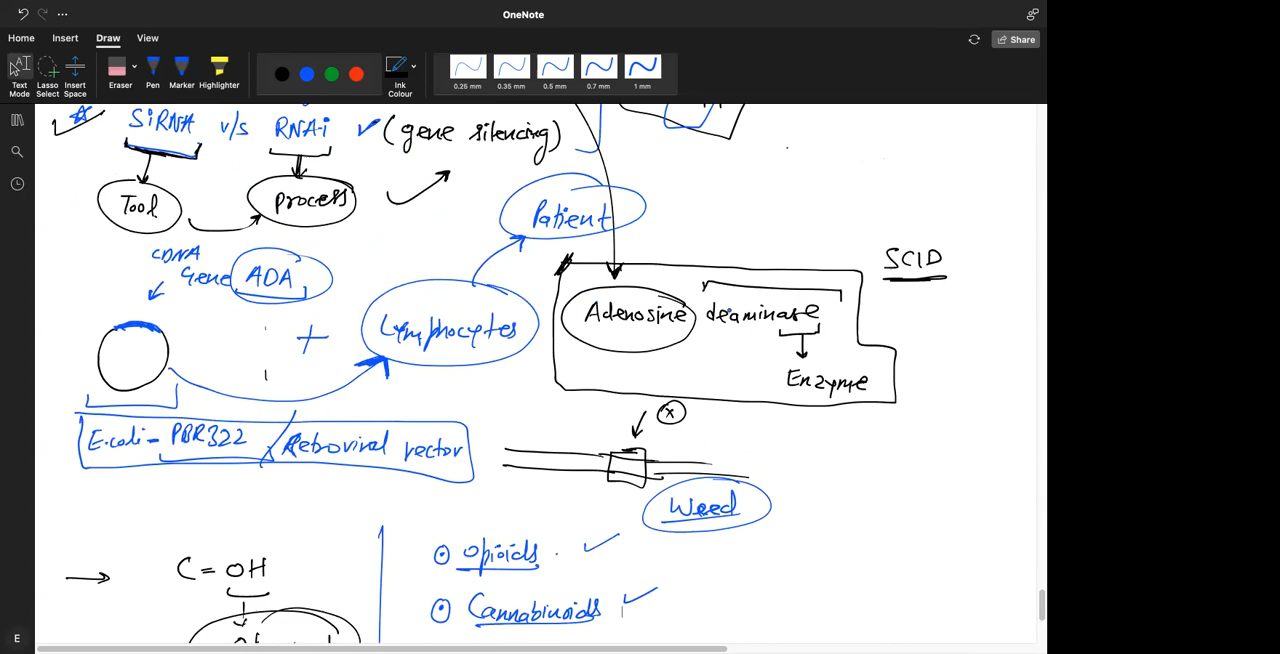 OneNote
Home Insert Draw View
Share
Text Mode
Lasso Select
Insert Space
Eraser
Pen
Marker
Highlighter
Ink Colour
0.25 mm
0.35 mm
0.5 mm
0.7 mm
1 mm
SiRNA v/s RNA-i (gene silencing)
Tool
Process
Patient
CDNA
Gene ADA
SCID
Lymphocytes
+
Adenosine deaminase
Enzyme
x
E.coli - PBR322 / Retroviral vector
Weed
Opioids
C = OH
Cannabinoids
E